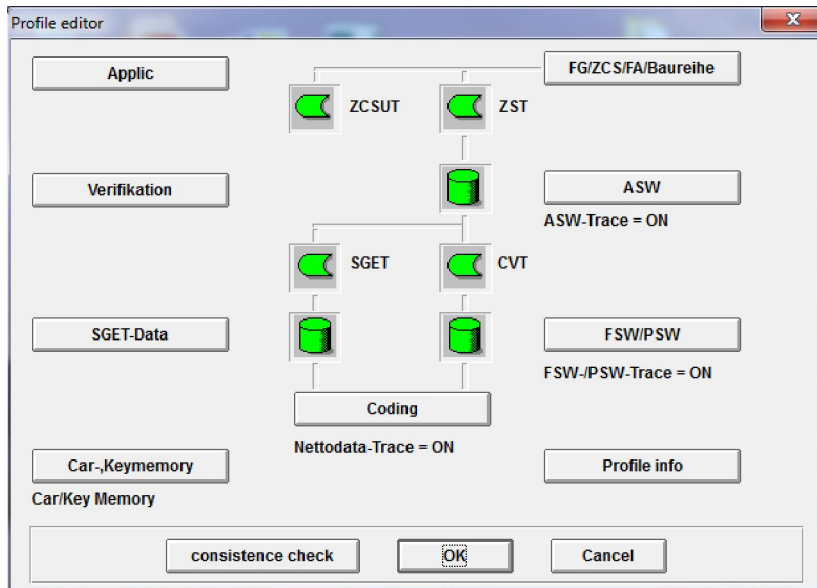 Profile editor
Applic
FG/ZCS/FA/Baureihe
ZCSUT
ZST
Verifikation
ASW
ASW-Trace = ON
SGET
CVT
SGET-Data
FSW/PSW
FSW-/PSW-Trace = ON
Coding
Nettodata-Trace = ON
Car-,Keymemory
Profile info
Car/Key Memory
consistence check
OK
Cancel